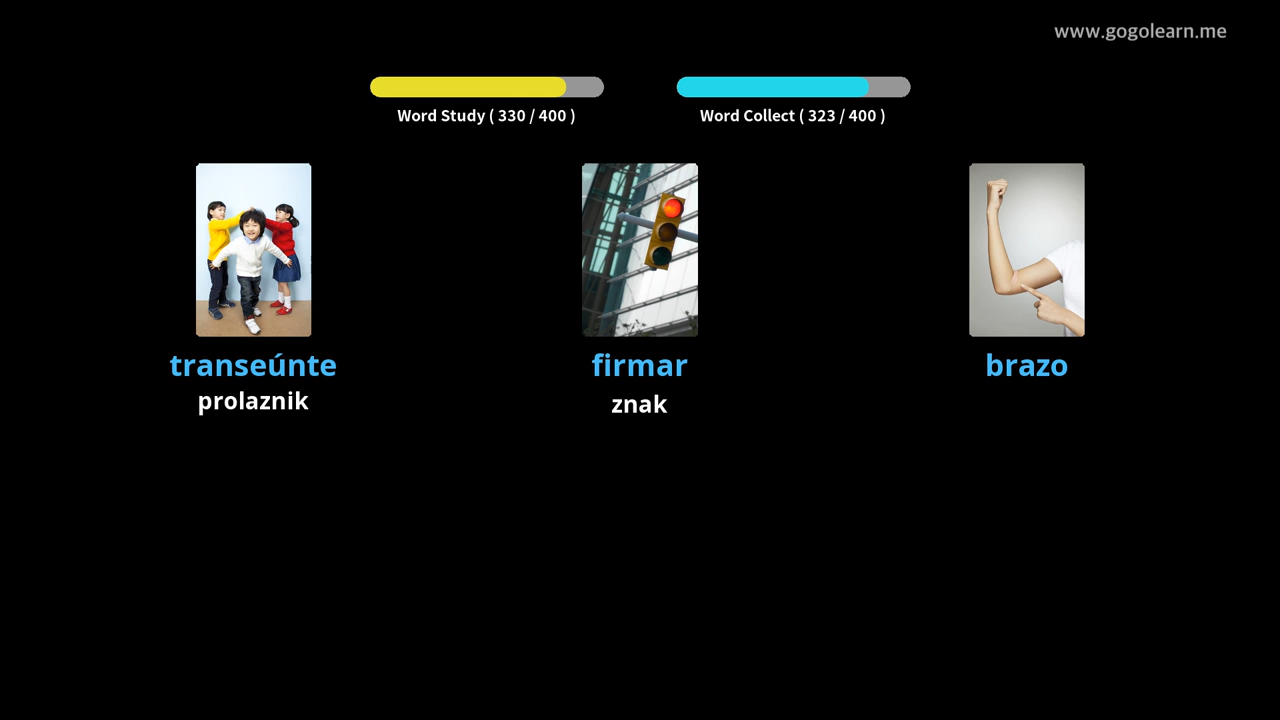 www.gogolearn.me
Word Study ( 330 / 400 )
Word Collect ( 323 / 400 )
transeúnte
prolaznik
firmar
znak
brazo